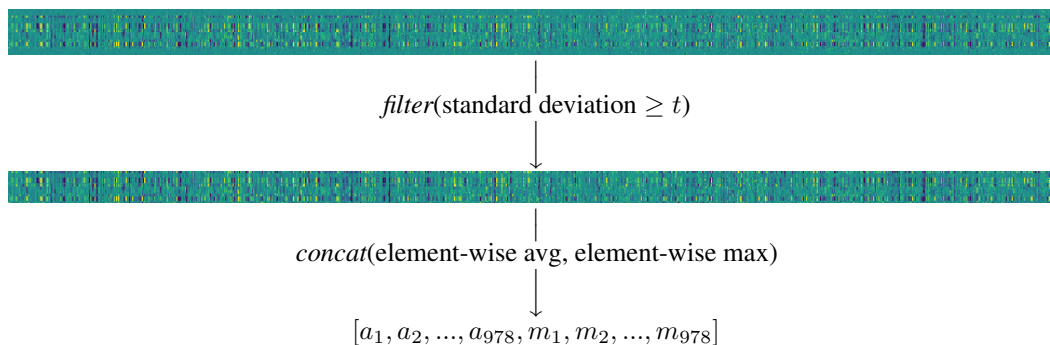 filter(standard deviation ≥ t)
concat(element-wise avg, element-wise max)
[a₁, a₂, ..., a₉₇₈, m₁, m₂, ..., m₉₇₈]